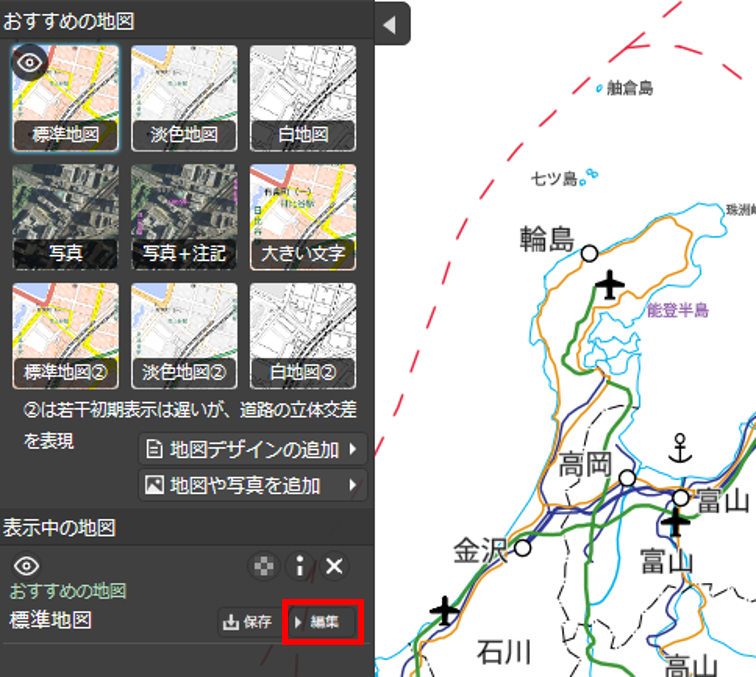 おすすめの地図
標準地図
淡色地図
白地図
写真
写真+注記
大きい文字
標準地図②
淡色地図②
白地図②
②は若干初期表示は遅いが、道路の立体交差
を表現
地図デザインの追加
地図や写真を追加
表示中の地図
おすすめの地図
標準地図
保存
編集
舳倉島
七ツ島
珠洲岬
輪島
能登半島
高岡
富山
金沢
富山
石川
高山